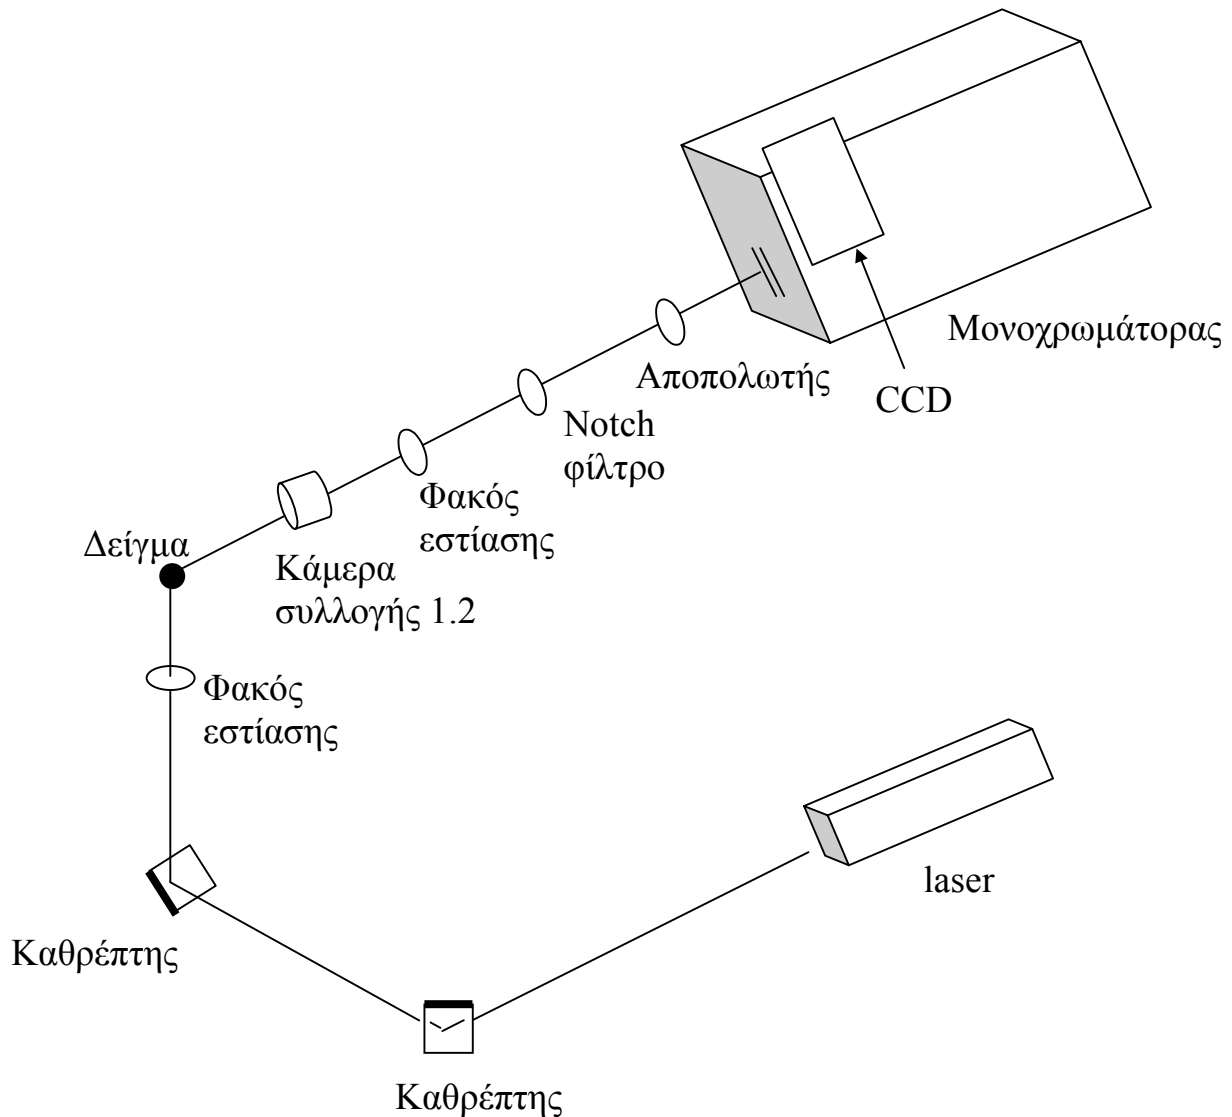 Μονοχρωμάτορας
Αποπολωτής
CCD
Notch
φίλτρο
Φακός
εστίασης
Δείγμα
Κάμερα
συλλογής 1.2
Φακός
εστίασης
laser
Καθρέπτης
Καθρέπτης